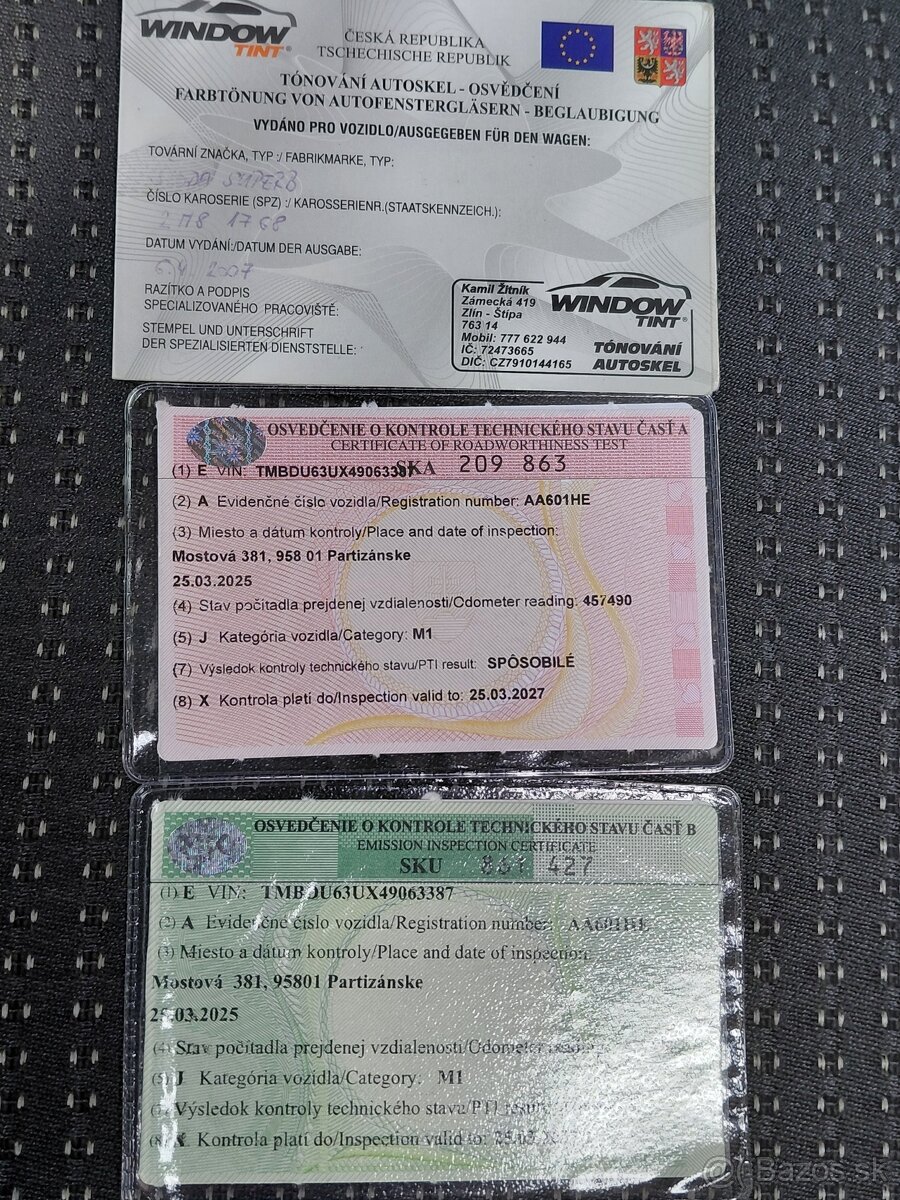 WINDOW
TINT®
ČESKÁ REPUBLIKA
TSCHECHISCHE REPUBLIK
TÓNOVÁNÍ AUTOSKEL - OSVĚDČENÍ
FARBTÖNUNG VON AUTOFENSTERGLÄSERN - BEGLAUBIGUNG
VYDÁNO PRO VOZIDLO/AUSGEGEBEN FÜR DEN WAGEN:
TOVÁRNÍ ZNAČKA, TYP :/ FABRIKMARKE, TYP:
SUPERB
ČÍSLO KAROSERIE (SPZ) :/ KAROSSERIENR.(STAATSKENNZEICH.):
2M8 1768
DATUM VYDÁNÍ:/DATUM DER AUSGABE:
2007
RAZÍTKO A PODPIS
SPECIALIZOVANÉHO PRACOVIŠTĚ:
STEMPEL UND UNTERSCHRIFT
DER SPEZIALISIERTEN DIENSTSTELLE:
Kamil Žitník
Zámecká 419
Zlín - Štípa
763 14
Mobil: 777 622 944
IČ: 72473665
DIČ: CZ7910144165
WINDOW
TINT®
TÓNOVÁNÍ
AUTOSKEL
OSVEDČENIE O KONTROLE TECHNICKÉHO STAVU ČASŤ A
CERTIFICATE OF ROADWORTHINESS TEST
(1) E VIN: TMBDU63UX49063387 SKA 209 863
(2) A Evidenčné číslo vozidla/Registration number: AA601HE
(3) Miesto a dátum kontroly/Place and date of inspection:
Mostová 381, 958 01 Partizánske
25.03.2025
(4) Stav počítadla prejdenej vzdialenosti/Odometer reading: 457490
(5) J Kategória vozidla/Category: M1
(7) Výsledok kontroly technického stavu/PTI result: SPÔSOBILÉ
(8) X Kontrola platí do/Inspection valid to: 25.03.2027
OSVEDČENIE O KONTROLE TECHNICKÉHO STAVU ČASŤ B
EMISSION INSPECTION CERTIFICATE
SKU 861 427
(1) E VIN: TMBDU63UX49063387
(2) A Evidenčné číslo vozidla/Registration number: AA601HE
(3) Miesto a dátum kontroly/Place and date of inspection:
Mostová 381, 95801 Partizánske
25.03.2025
(4) Stav počítadla prejdenej vzdialenosti/Odometer reading:
(5) J Kategória vozidla/Category: M1
(7) Výsledok kontroly technického stavu/PTI result:
(8) X Kontrola platí do/Inspection valid to:
Bazos.sk